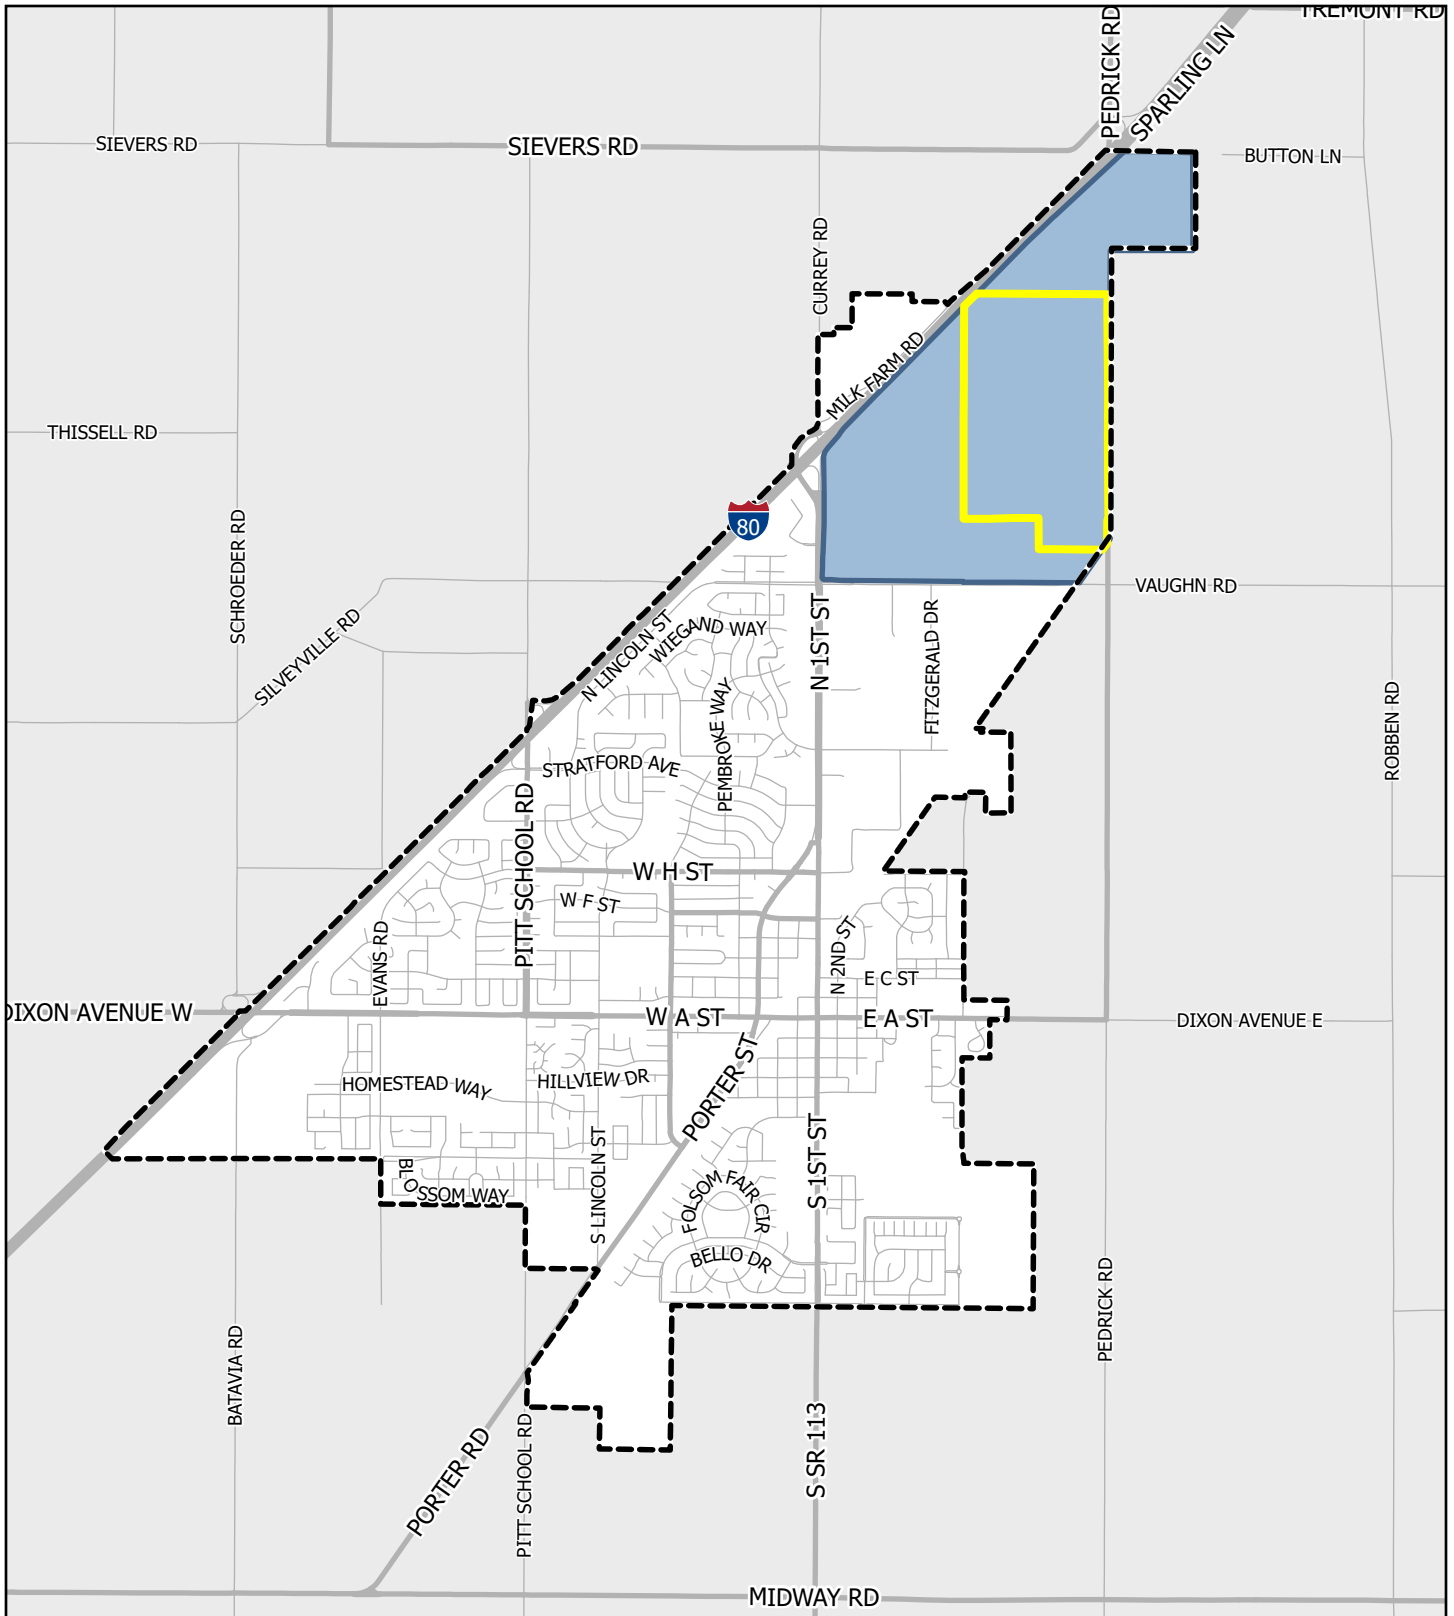 TREMONT RD
PEDRICK RD
SPARLING LN
SIEVERS RD
SIEVERS RD
BUTTON LN
CURREY RD
MILK FARM RD
THISSELL RD
SCHROEDER RD
80
VAUGHN RD
SILVEYVILLE RD
N LINCOLN ST
WIEGAND WAY
N 1ST ST
FITZGERALD DR
PEMBROKE WAY
ROBBEN RD
STRATFORD AVE
PITT SCHOOL RD
W H ST
W F ST
EVANS RD
N 2ND ST
E C ST
DIXON AVENUE W
W A ST
E A ST
DIXON AVENUE E
HOMESTEAD WAY
HILLVIEW DR
PORTER ST
BLOSSOM WAY
S LINCOLN ST
FOLSOM FAIR CIR
S 1ST ST
BELLO DR
PEDRICK RD
BATAVIA RD
PORTER RD
PITT SCHOOL RD
S SR 113
MIDWAY RD